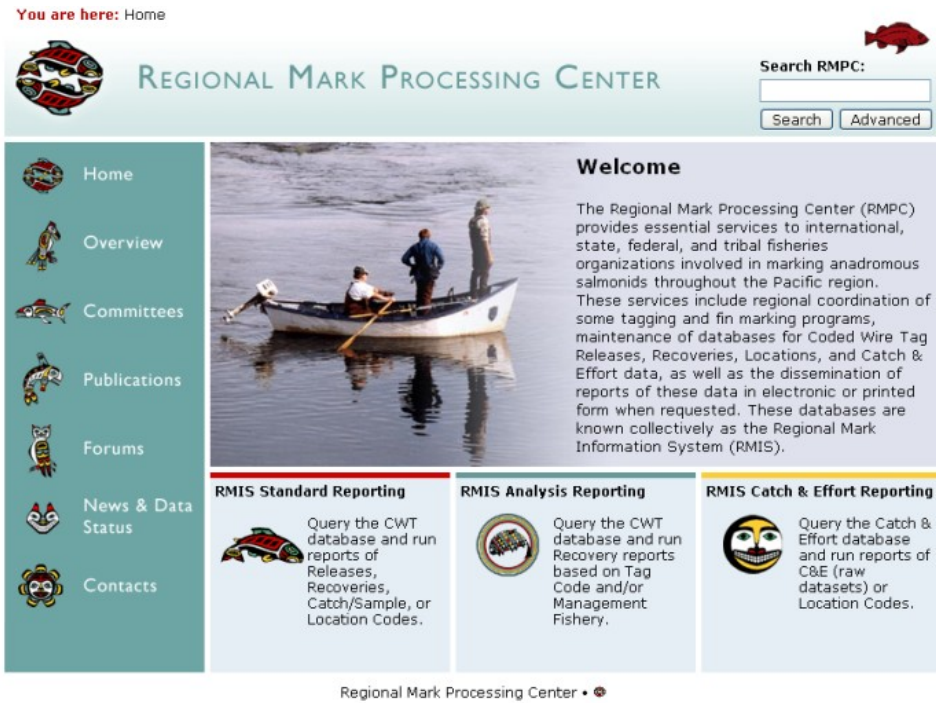 You are here: Home
REGIONAL MARK PROCESSING CENTER
Search RMPC:
Search
Advanced
Home
Overview
Committees
Publications
Forums
News & Data
Status
Contacts
Welcome
The Regional Mark Processing Center (RMPC)
provides essential services to international,
state, federal, and tribal fisheries
organizations involved in marking anadromous
salmonids throughout the Pacific region.
These services include regional coordination of
some tagging and fin marking programs,
maintenance of databases for Coded Wire Tag
Releases, Recoveries, Locations, and Catch &
Effort data, as well as the dissemination of
reports of these data in electronic or printed
form when requested. These databases are
known collectively as the Regional Mark
Information System (RMIS).
RMIS Standard Reporting
Query the CWT
database and run
reports of
Releases,
Recoveries,
Catch/Sample, or
Location Codes.
RMIS Analysis Reporting
Query the CWT
database and run
Recovery reports
based on Tag
Code and/or
Management
Fishery.
RMIS Catch & Effort Reporting
Query the Catch &
Effort database
and run reports of
C&E (raw
datasets) or
Location Codes.
Regional Mark Processing Center •